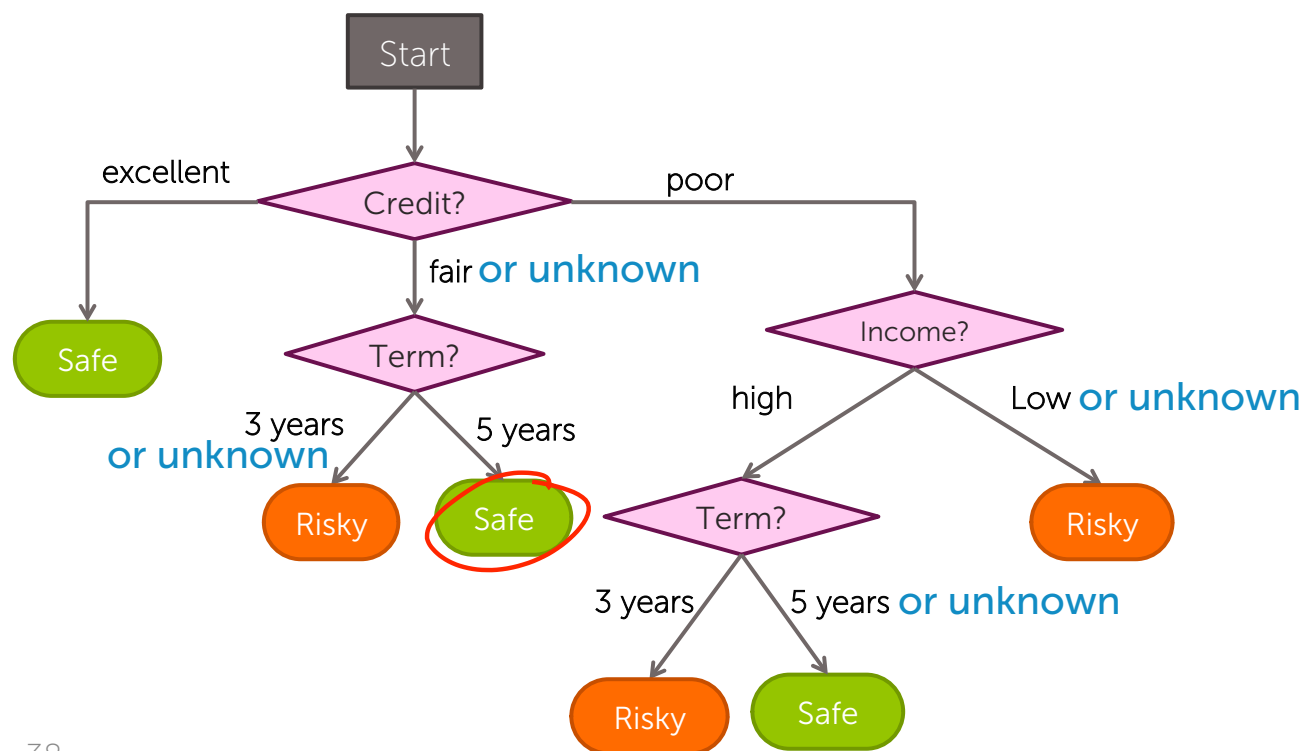 Start
excellent
Credit?
poor
fair or unknown
Safe
Term?
Income?
3 years
or unknown
5 years
high
Low or unknown
Risky
Safe
Term?
Risky
3 years
5 years or unknown
Risky
Safe